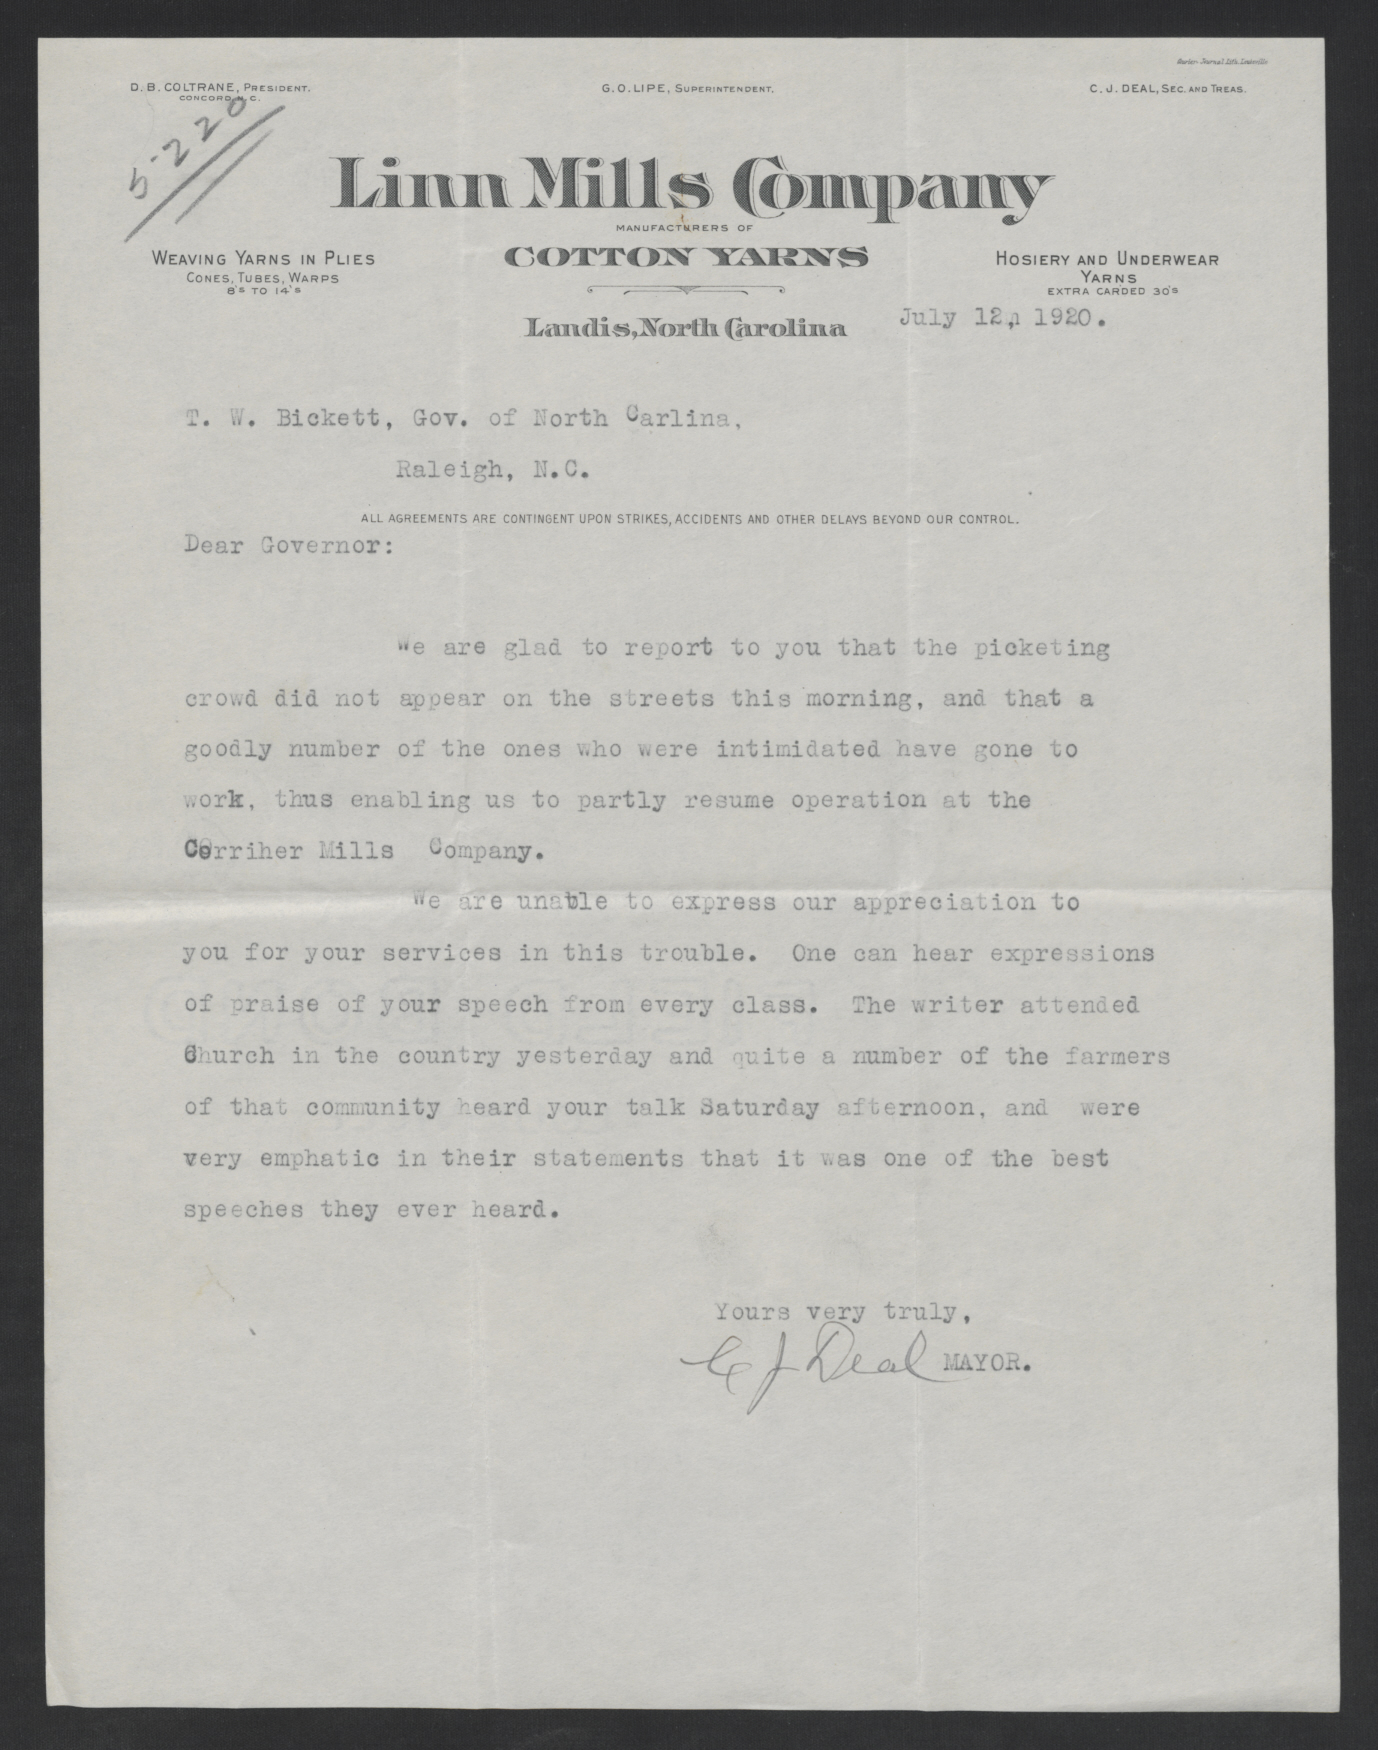 D. B. COLTRANE, PRESIDENT.
CONCORD N.C.
G. O. LIPE, SUPERINTENDENT.
C. J. DEAL, SEC. AND TREAS.
5-220
Linn Mills Company
MANUFACTURERS OF
COTTON YARNS
WEAVING YARNS IN PLIES
CONES, TUBES, WARPS
8's TO 14's
HOSIERY AND UNDERWEAR
YARNS
EXTRA CARDED 30's
Landis, North Carolina
July 12, 1920.
T. W. Bickett, Gov. of North Carlina,
Raleigh, N.C.
ALL AGREEMENTS ARE CONTINGENT UPON STRIKES, ACCIDENTS AND OTHER DELAYS BEYOND OUR CONTROL.
Dear Governor:
We are glad to report to you that the picketing
crowd did not appear on the streets this morning, and that a
goodly number of the ones who were intimidated have gone to
work, thus enabling us to partly resume operation at the
Corriher Mills Company.
We are unable to express our appreciation to
you for your services in this trouble. One can hear expressions
of praise of your speech from every class. The writer attended
Church in the country yesterday and quite a number of the farmers
of that community heard your talk Saturday afternoon, and were
very emphatic in their statements that it was one of the best
speeches they ever heard.
Yours very truly,
C J Deal MAYOR.